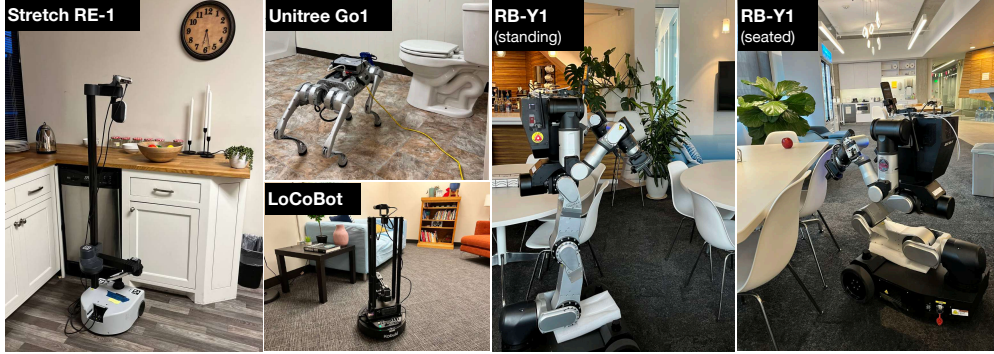 Stretch RE-1
Unitree Go1
LoCoBot
RB-Y1
(standing)
RB-Y1
(seated)